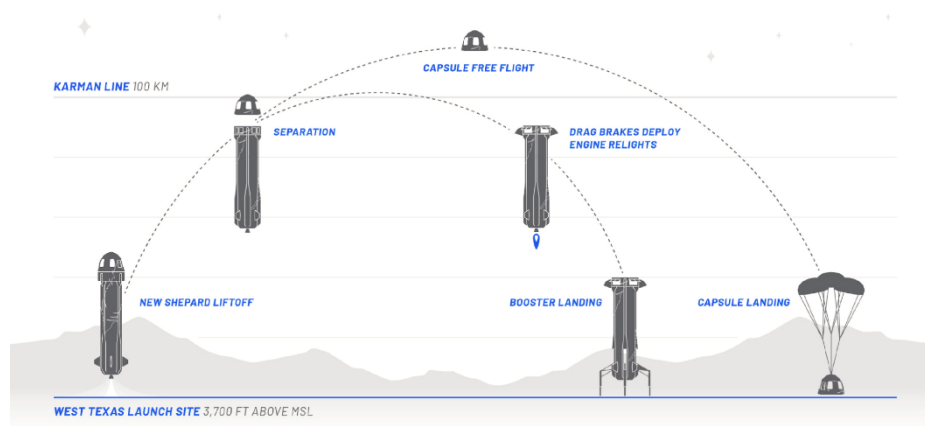 CAPSULE FREE FLIGHT
KARMAN LINE 100 KM
SEPARATION
DRAG BRAKES DEPLOY
ENGINE RELIGHTS
NEW SHEPARD LIFTOFF
BOOSTER LANDING
CAPSULE LANDING
WEST TEXAS LAUNCH SITE 3,700 FT ABOVE MSL